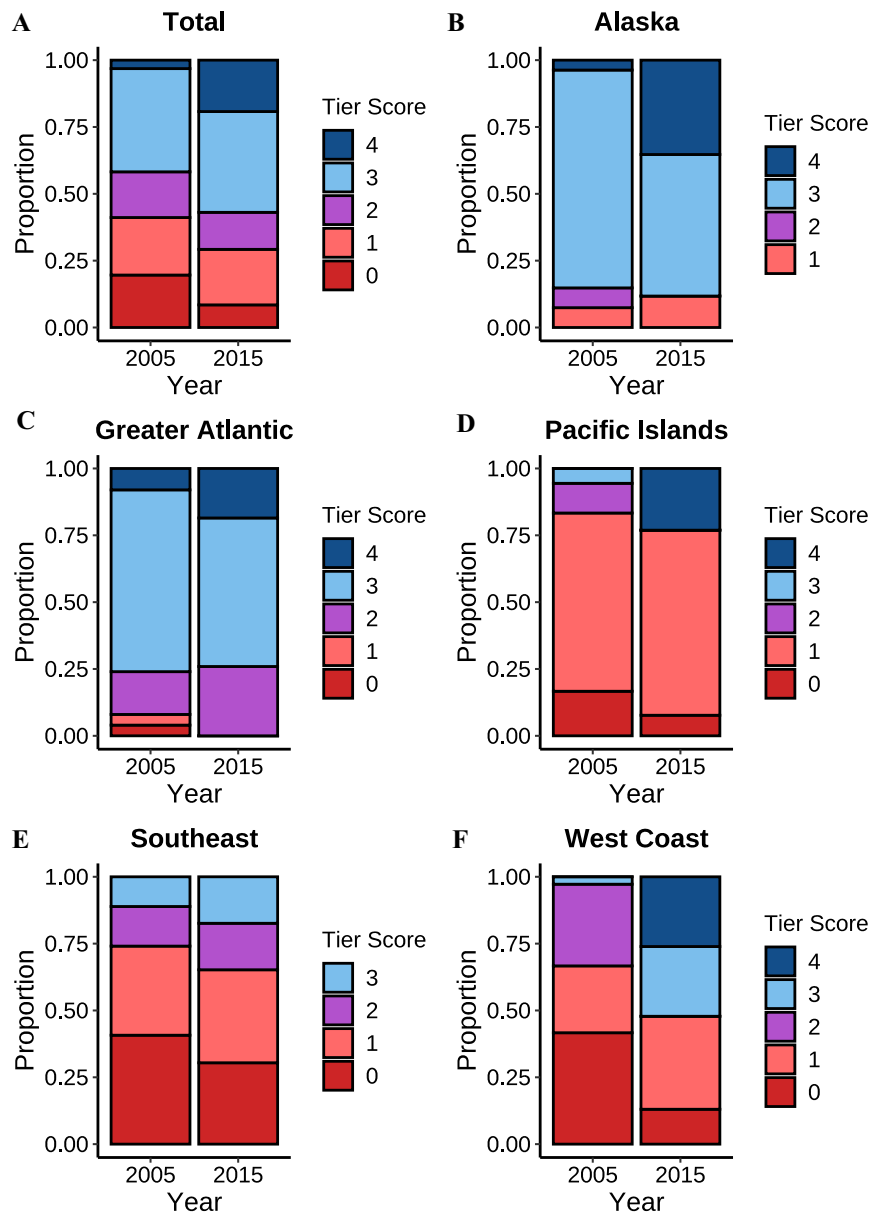 A Total
Proportion
1.00
0.75
0.50
0.25
0.00
2005 2015
Year
Tier Score
4
3
2
1
0
B Alaska
Proportion
1.00
0.75
0.50
0.25
0.00
2005 2015
Year
Tier Score
4
3
2
1
C Greater Atlantic
Proportion
1.00
0.75
0.50
0.25
0.00
2005 2015
Year
Tier Score
4
3
2
1
0
D Pacific Islands
Proportion
1.00
0.75
0.50
0.25
0.00
2005 2015
Year
Tier Score
4
3
2
1
0
E Southeast
Proportion
1.00
0.75
0.50
0.25
0.00
2005 2015
Year
Tier Score
3
2
1
0
F West Coast
Proportion
1.00
0.75
0.50
0.25
0.00
2005 2015
Year
Tier Score
4
3
2
1
0